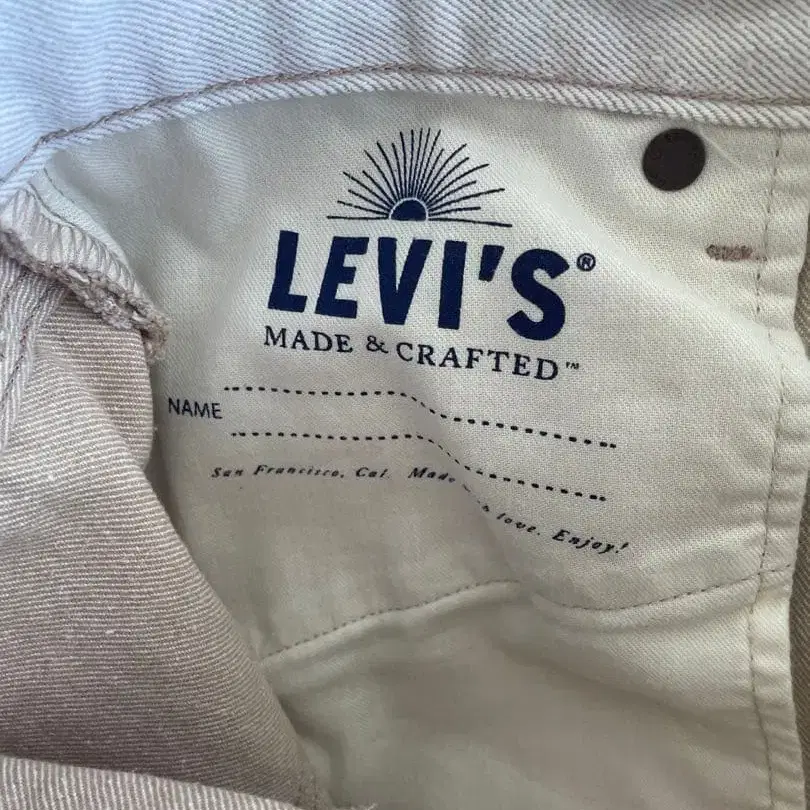 LEVI'S®
MADE & CRAFTED™
NAME
San Francisco, Cal. Made love. Enjoy!